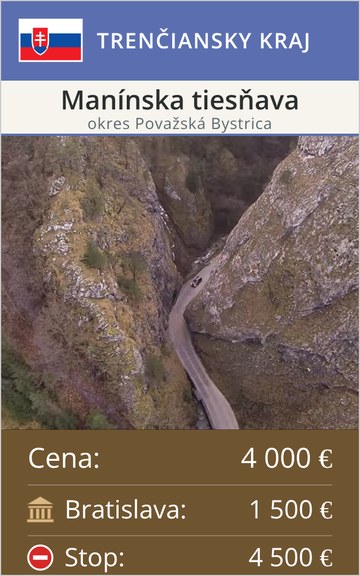 TRENČIANSKY KRAJ
Manínska tiesňava
okres Považská Bystrica
Cena: 4 000 €
Bratislava: 1 500 €
Stop: 4 500 €